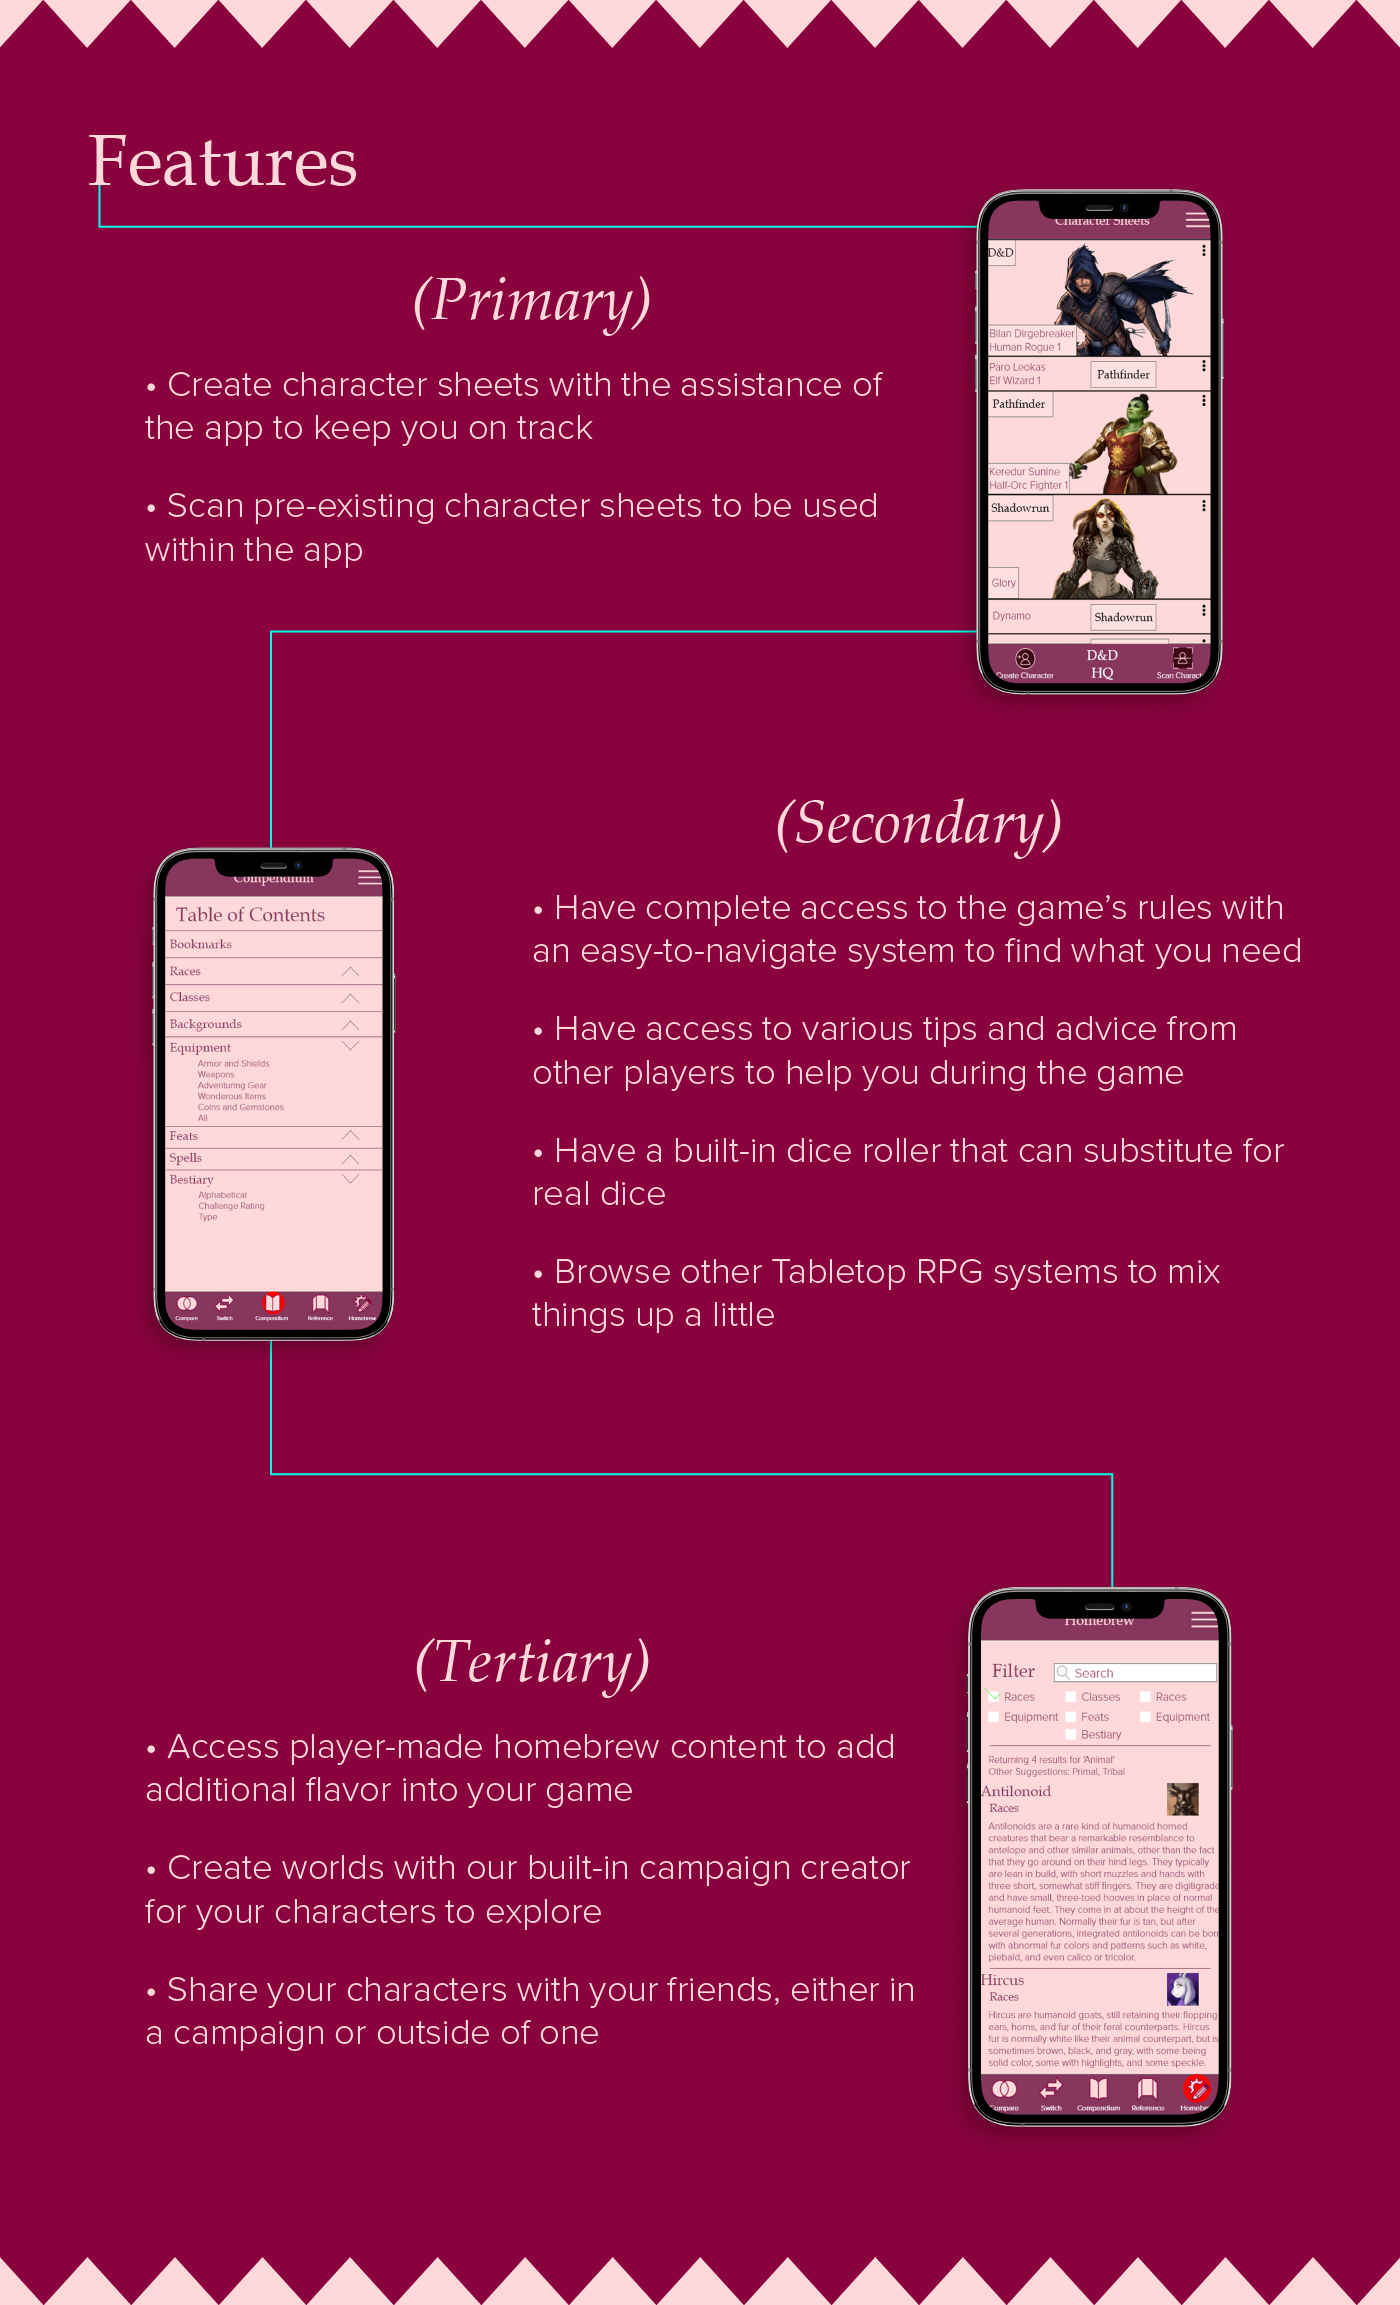 Features
(Primary)
• Create character sheets with the assistance of
the app to keep you on track
• Scan pre-existing character sheets to be used
within the app
Character Sheets
D&D
Bilan Dirgebreaker
Human Rogue 1
Paro Leokas
Elf Wizard 1
Pathfinder
Pathfinder
Keredur Sunine
Half-Orc Fighter 1
Shadowrun
Glory
Dynamo
Shadowrun
Create Character
D&D
HQ
Scan Charact
(Secondary)
• Have complete access to the game’s rules with
an easy-to-navigate system to find what you need
• Have access to various tips and advice from
other players to help you during the game
• Have a built-in dice roller that can substitute for
real dice
• Browse other Tabletop RPG systems to mix
things up a little
Compendium
Table of Contents
Bookmarks
Races
Classes
Backgrounds
Equipment
Armor and Shields
Weapons
Adventuring Gear
Wonderous Items
Coins and Gemstones
All
Feats
Spells
Bestiary
Alphabetical
Challenge Rating
Type
Compare Switch Compendium Reference Homebrew
(Tertiary)
• Access player-made homebrew content to add
additional flavor into your game
• Create worlds with our built-in campaign creator
for your characters to explore
• Share your characters with your friends, either in
a campaign or outside of one
Homebrew
Filter Search
Races Classes Races
Equipment Feats Equipment
Bestiary
Returning 4 results for 'Animal'
Other Suggestions: Primal, Tribal
Antilonoid
Races
Antilonoids are a rare kind of humanoid horned
creatures that bear a remarkable resemblance to
antelope and other similar animals, other than the fact
that they go around on their hind legs. They typically
are lean in build, with short muzzles and hands with
three short, somewhat stiff fingers. They are digitigrade
and have small, three-toed hooves in place of normal
humanoid feet. They come in at about the height of the
average human. Normally their fur is tan, but after
several generations, integrated antilonoids can be born
with abnormal fur colors and patterns such as white,
piebald, and even calico or tricolor.
Hircus
Races
Hircus are humanoid goats, still retaining their flopping
ears, horns, and fur of their feral counterparts. Hircus
fur is normally white like their animal counterpart, but is
sometimes brown, black, and gray, with some being
solid color, some with highlights, and some speckle.
Compare Switch Compendium Reference Homebre